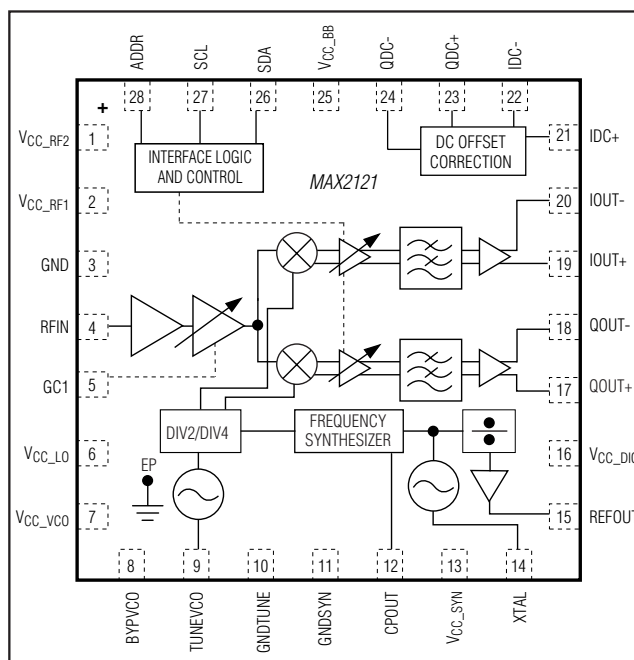 ADDR
SCL
SDA
VCC_BB
QDC-
QDC+
IDC-
28
27
26
25
24
23
22
+
VCC_RF2
1
INTERFACE LOGIC
AND CONTROL
MAX2121
DC OFFSET
CORRECTION
21
IDC+
VCC_RF1
2
20
IOUT-
GND
3
19
IOUT+
RFIN
4
18
QOUT-
GC1
5
17
QOUT+
DIV2/DIV4
FREQUENCY
SYNTHESIZER
VCC_LO
6
EP
16
VCC_DIG
VCC_VCO
7
15
REFOUT
8
9
10
11
12
13
14
BYPVCO
TUNEVCO
GNDTUNE
GNDSYN
CPOUT
VCC_SYN
XTAL